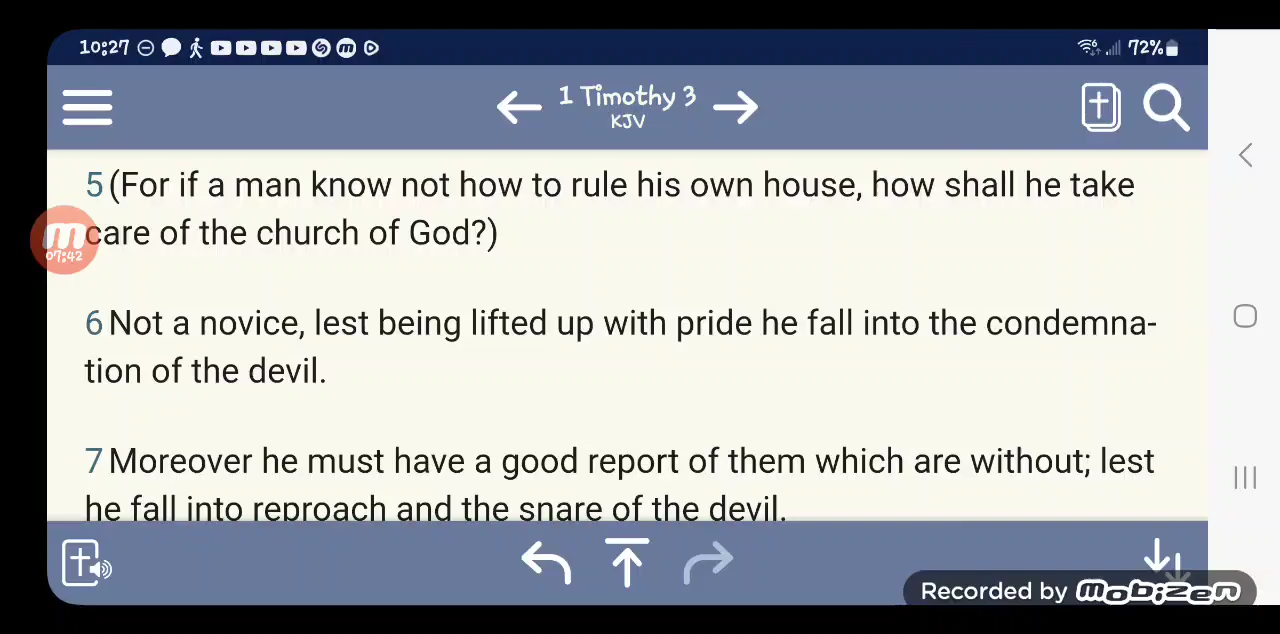 10:27 72%
1 Timothy 3
KJV
5 (For if a man know not how to rule his own house, how shall he take
care of the church of God?)
07:42
6 Not a novice, lest being lifted up with pride he fall into the condemna-
tion of the devil.
7 Moreover he must have a good report of them which are without; lest
he fall into reproach and the snare of the devil.
Recorded by mobizen